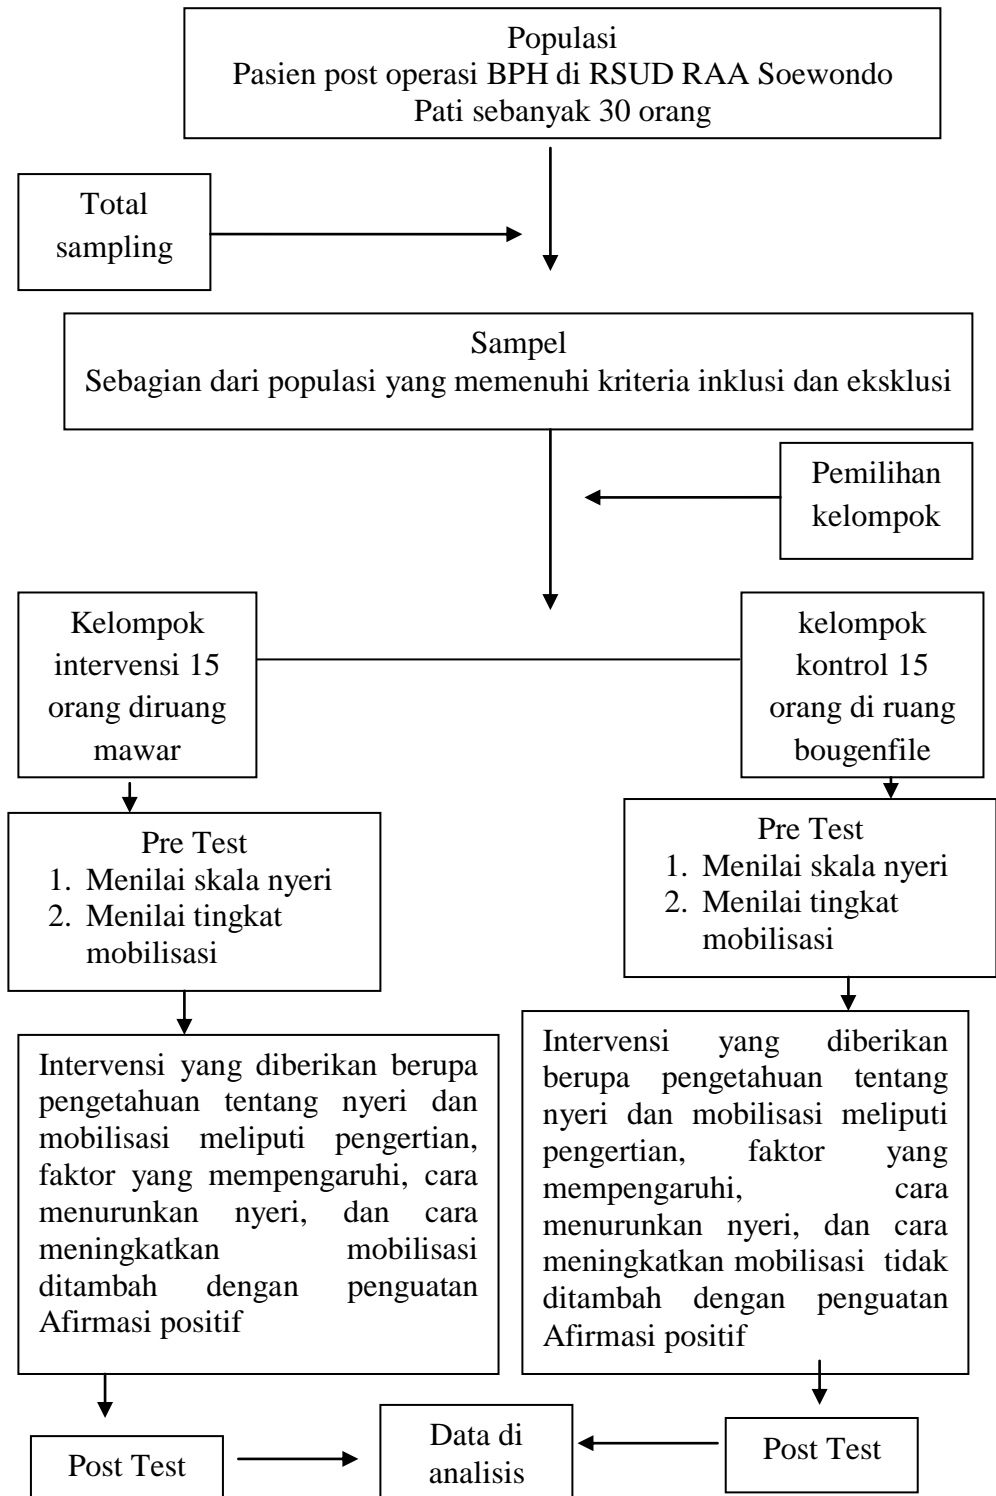 Populasi
Pasien post operasi BPH di RSUD RAA Soewondo
Pati sebanyak 30 orang
Total
sampling
Sampel
Sebagian dari populasi yang memenuhi kriteria inklusi dan eksklusi
Pemilihan
kelompok
Kelompok
intervensi 15
orang diruang
mawar
kelompok
kontrol 15
orang di ruang
bougenfile
Pre Test
1. Menilai skala nyeri
2. Menilai tingkat
mobilisasi
Pre Test
1. Menilai skala nyeri
2. Menilai tingkat
mobilisasi
Intervensi yang diberikan berupa
pengetahuan tentang nyeri dan
mobilisasi meliputi pengertian,
faktor yang mempengaruhi, cara
menurunkan nyeri, dan cara
meningkatkan mobilisasi
ditambah dengan penguatan
Afirmasi positif
Intervensi yang diberikan
berupa pengetahuan tentang
nyeri dan mobilisasi meliputi
pengertian, faktor yang
mempengaruhi, cara
menurunkan nyeri, dan cara
meningkatkan mobilisasi tidak
ditambah dengan penguatan
Afirmasi positif
Post Test
Data di
analisis
Post Test